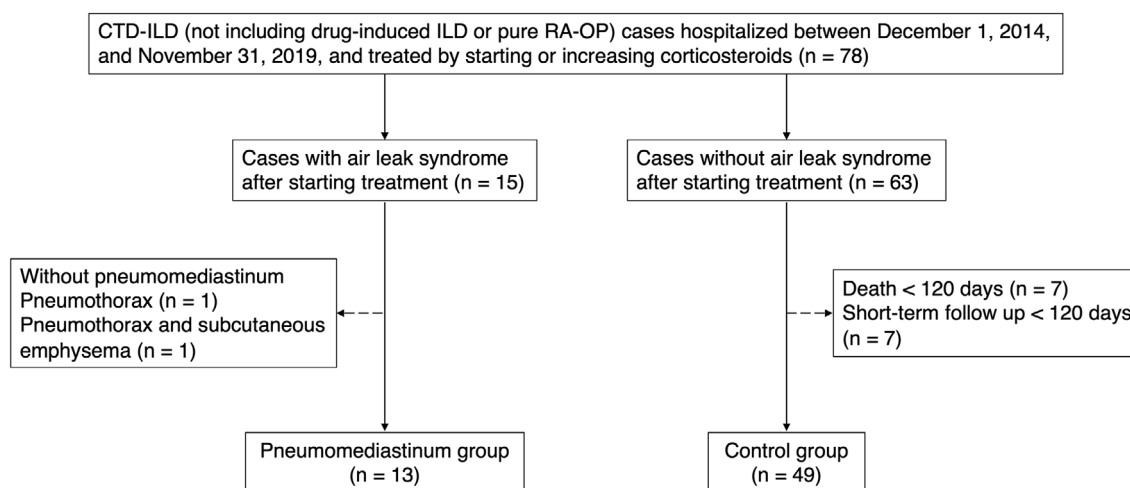 CTD-ILD (not including drug-induced ILD or pure RA-OP) cases hospitalized between December 1, 2014,
and November 31, 2019, and treated by starting or increasing corticosteroids (n = 78)
Cases with air leak syndrome
after starting treatment (n = 15)
Cases without air leak syndrome
after starting treatment (n = 63)
Without pneumomediastinum
Pneumothorax (n = 1)
Pneumothorax and subcutaneous
emphysema (n = 1)
Death < 120 days (n = 7)
Short-term follow up < 120 days
(n = 7)
Pneumomediastinum group
(n = 13)
Control group
(n = 49)